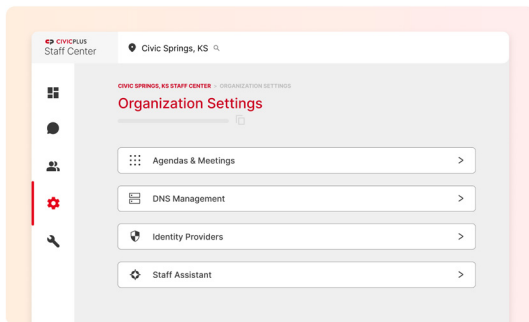 CIVICPLUS
Staff Center
Civic Springs, KS
CIVIC SPRINGS, KS STAFF CENTER > ORGANIZATION SETTINGS
Organization Settings
Agendas & Meetings
DNS Management
Identity Providers
Staff Assistant